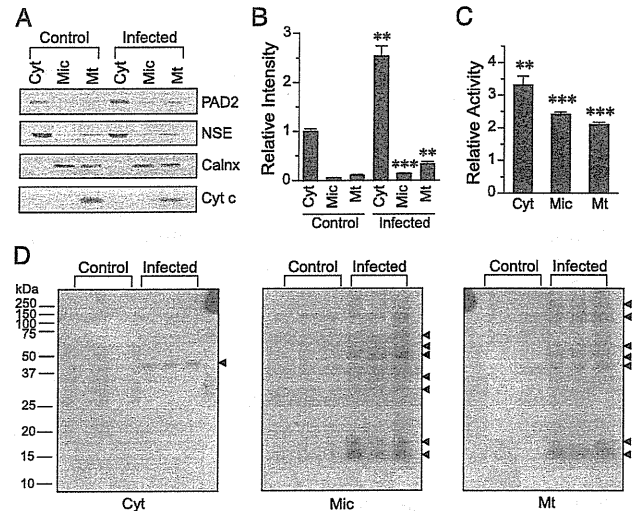 A
Control Infected
Cyt Mic Mt Cyt Mic Mt
PAD2
NSE
Calnx
Cyt c
B
Relative Intensity
3
2
1
0
**
***
**
Cyt Mic Mt Cyt Mic Mt
Control Infected
C
Relative Activity
4
3
2
1
0
**
***
***
Cyt Mic Mt
D
Control Infected
Control Infected
Control Infected
kDa
250
150
100
75
50
37
25
20
15
10
Cyt
Mic
Mt